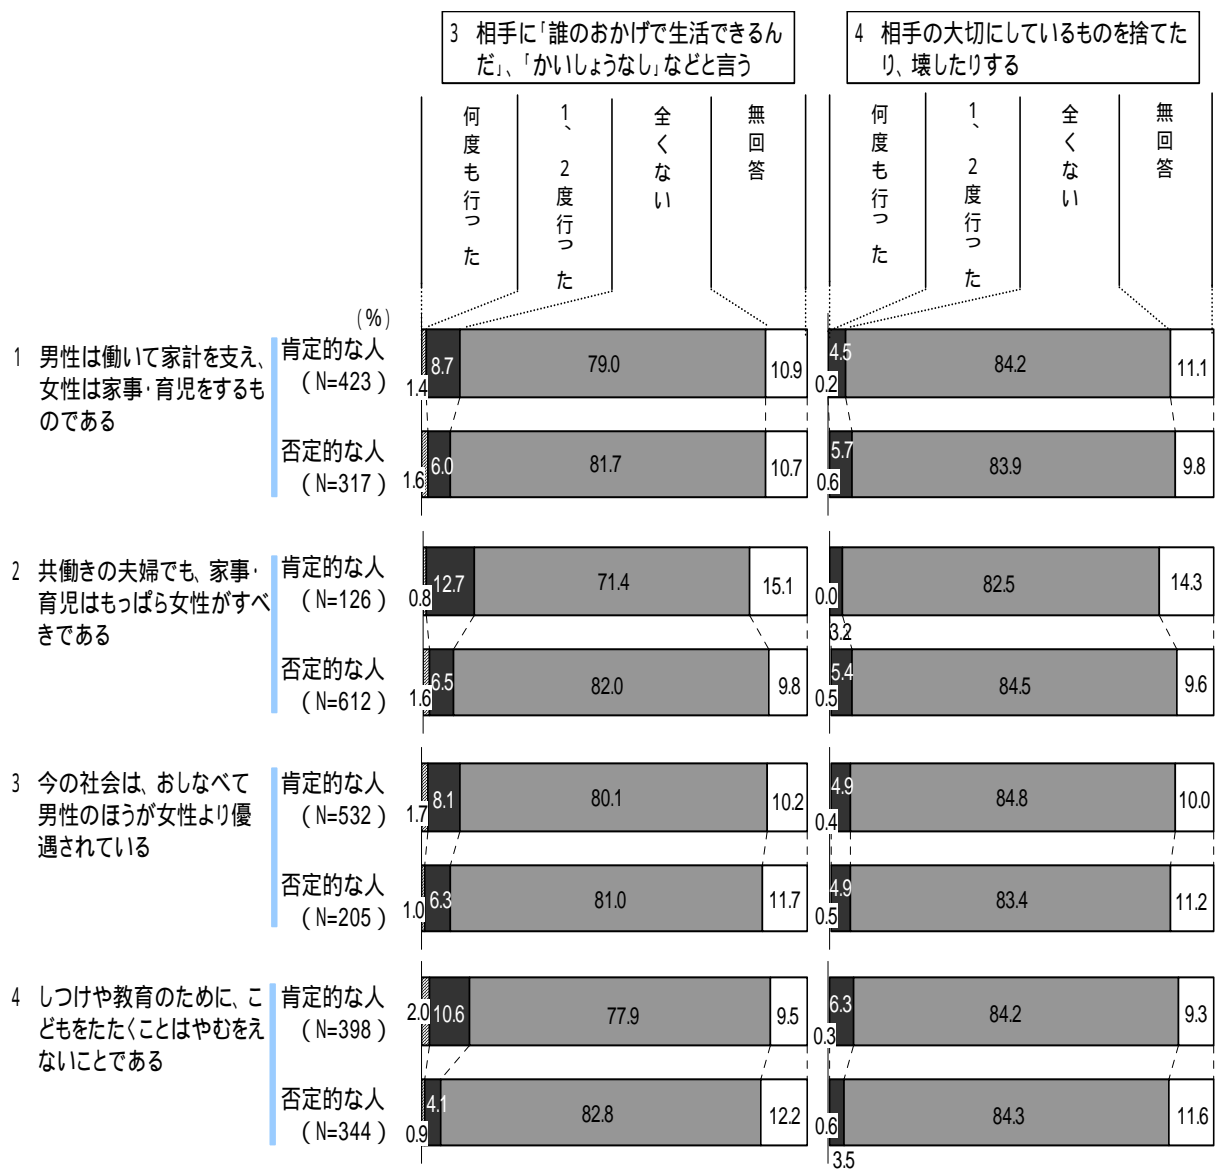 3 相手に「誰のおかげで生活できるん
だ」、「かいしょうなし」などと言う
4 相手の大切にしているものを捨てた
り、壊したりする
何度も行った
1、2度行った
全くない
無回答
何度も行った
1、2度行った
全くない
無回答
(%)
1 男性は働いて家計を支え、
女性は家事・育児をするも
のである
肯定的な人
(N=423)
1.4 8.7 79.0 10.9
0.2 4.5 84.2 11.1
否定的な人
(N=317)
1.6 6.0 81.7 10.7
0.6 5.7 83.9 9.8
2 共働きの夫婦でも、家事・
育児はもっぱら女性がすべ
きである
肯定的な人
(N=126)
0.8 12.7 71.4 15.1
0.0 3.2 82.5 14.3
否定的な人
(N=612)
1.6 6.5 82.0 9.8
0.5 5.4 84.5 9.6
3 今の社会は、おしなべて
男性のほうが女性より優
遇されている
肯定的な人
(N=532)
1.7 8.1 80.1 10.2
0.4 4.9 84.8 10.0
否定的な人
(N=205)
1.0 6.3 81.0 11.7
0.5 4.9 83.4 11.2
4 しつけや教育のために、こ
どもをたたくことはやむをえ
ないことである
肯定的な人
(N=398)
2.0 10.6 77.9 9.5
0.3 6.3 84.2 9.3
否定的な人
(N=344)
0.9 4.1 82.8 12.2
0.6 3.5 84.3 11.6